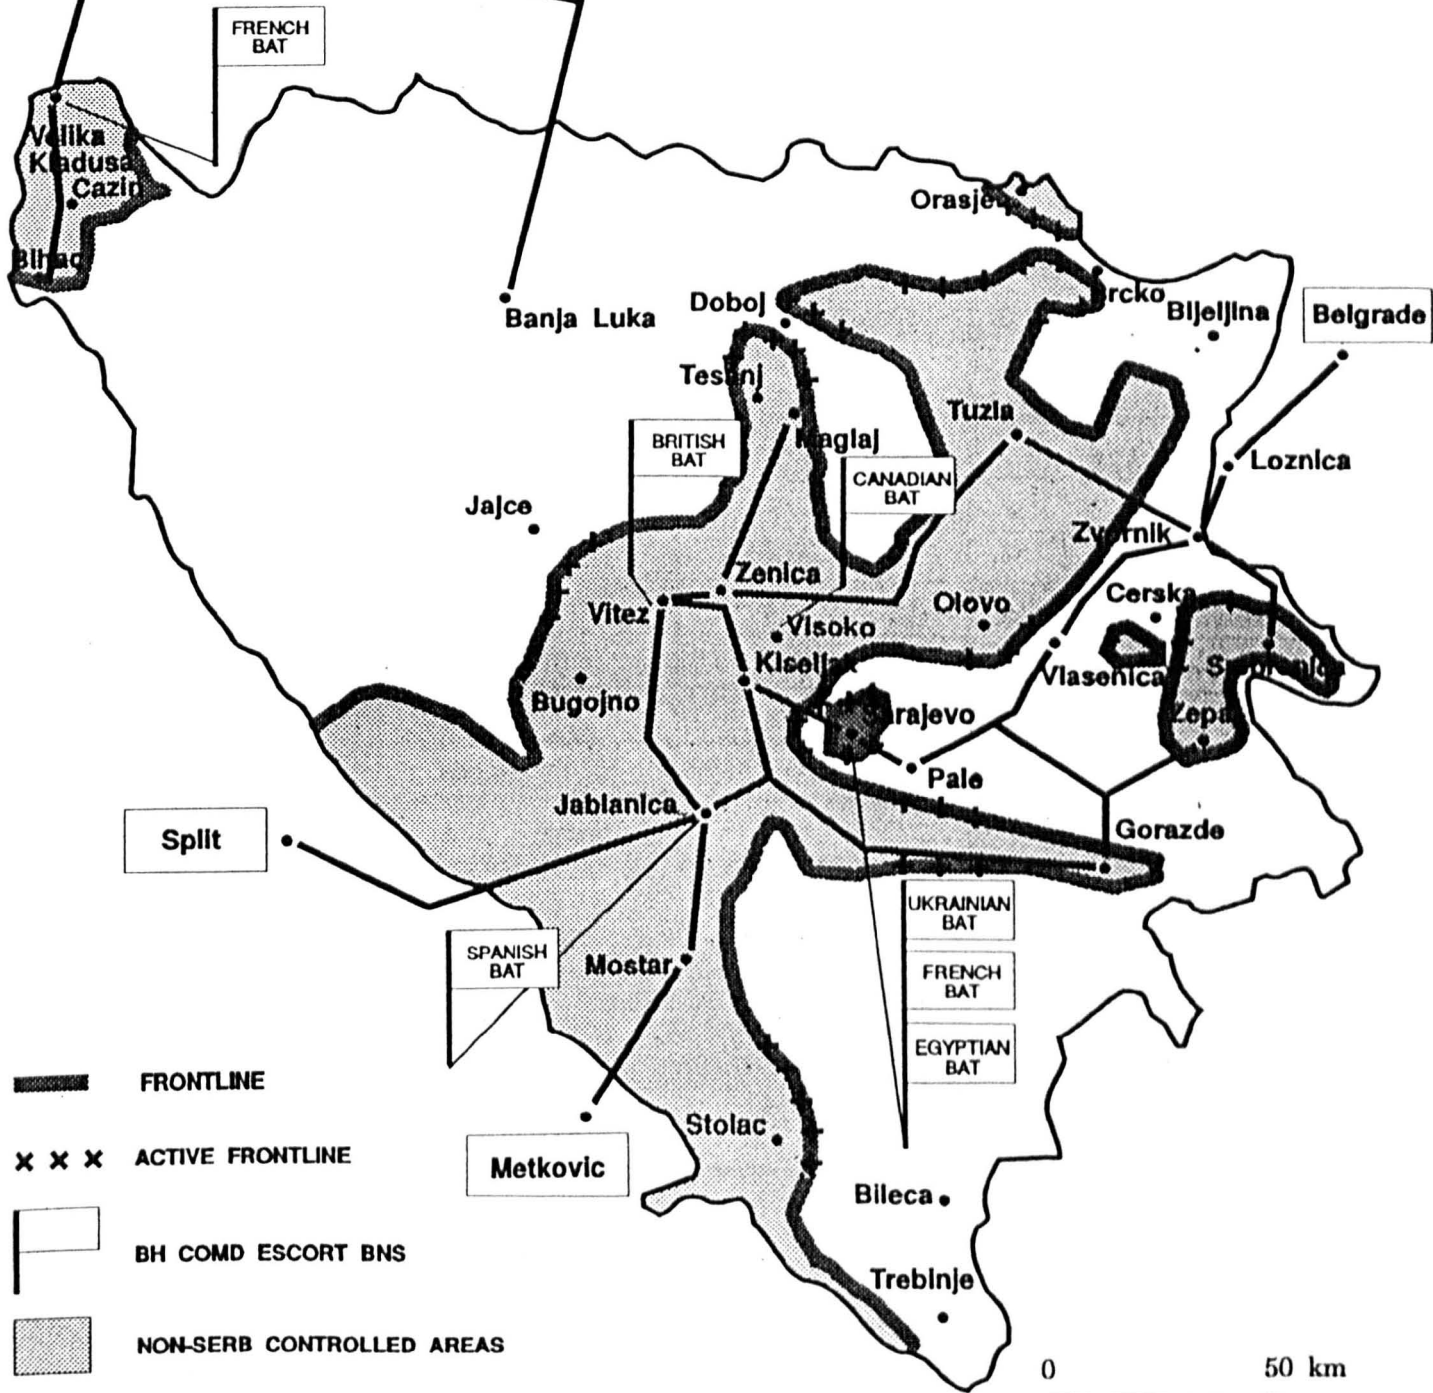 FRENCH
BAT
Velika
Kladusa
Cazin
Bihac
Orasje
Banja Luka
Doboj
Brcko
Bijeljina
Belgrade
Tesanj
Maglaj
Tuzla
BRITISH
BAT
CANADIAN
BAT
Loznica
Jajce
Zvornik
Zenica
Vitez
Visoko
Olovo
Cerska
Kiseljak
Vlasenica
Srebrenica
Bugojno
Sarajevo
Zepa
Pale
Jablanica
Split
Gorazde
UKRAINIAN
BAT
SPANISH
BAT
Mostar
FRENCH
BAT
EGYPTIAN
BAT
FRONTLINE
Stolac
ACTIVE FRONTLINE
Metkovic
Bileca
BH COMD ESCORT BNS
Trebinje
NON-SERB CONTROLLED AREAS
0 50 km